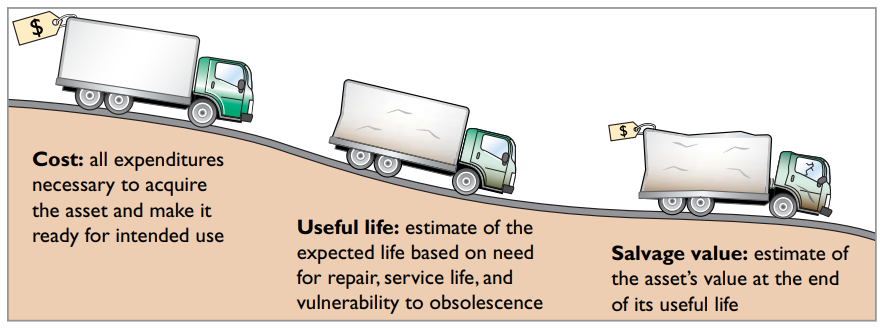 $
Cost: all expenditures
necessary to acquire
the asset and make it
ready for intended use
Useful life: estimate of the
expected life based on need
for repair, service life, and
vulnerability to obsolescence
$
Salvage value: estimate of
the asset's value at the end
of its useful life